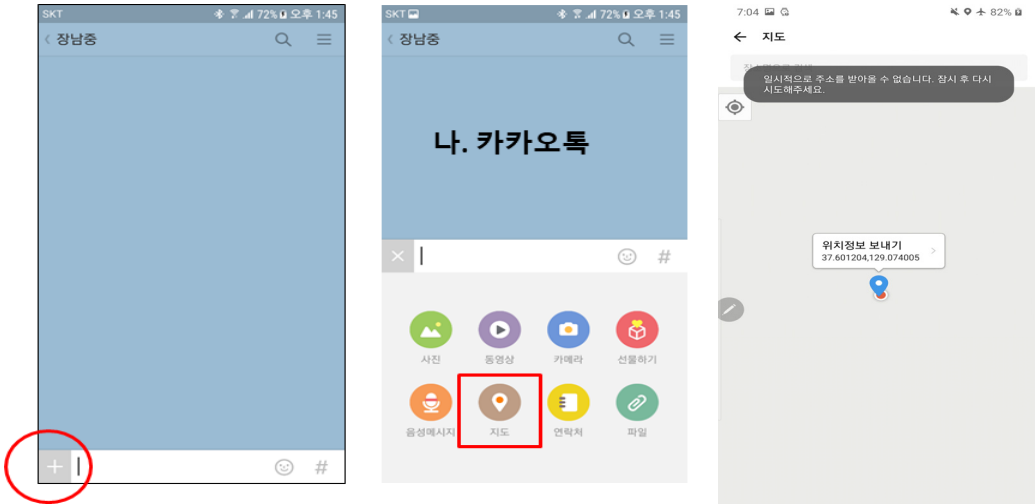 SKT 72% 오후 1:45
장남중
+
#
SKT 72% 오후 1:45
장남중
나. 카카오톡
#
사진 동영상 카메라 선물하기
음성메시지 지도 연락처 파일
7:04 82%
지도
일시적으로 주소를 받아올 수 없습니다. 잠시 후 다시
시도해주세요.
위치정보 보내기
37.601204,129.074005